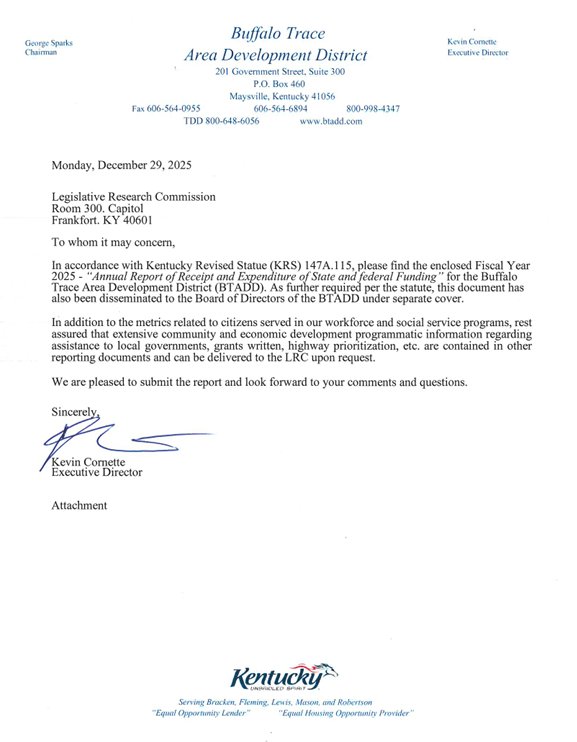 Buffalo Trace
Area Development District
George Sparks
Chairman
Kevin Cornette
Executive Director
201 Government Street, Suite 300
P.O. Box 460
Maysville, Kentucky 41056
Fax 606-564-0955 606-564-6894 800-998-4347
TDD 800-648-6056 www.btadd.com
Monday, December 29, 2025
Legislative Research Commission
Room 300. Capitol
Frankfort. KY 40601
To whom it may concern,
In accordance with Kentucky Revised Statue (KRS) 147A.115, please find the enclosed Fiscal Year
2025 - “Annual Report of Receipt and Expenditure of State and federal Funding” for the Buffalo
Trace Area Development District (BTADD). As further required per the statute, this document has
also been disseminated to the Board of Directors of the BTADD under separate cover.
In addition to the metrics related to citizens served in our workforce and social service programs, rest
assured that extensive community and economic development programmatic information regarding
assistance to local governments, grants written, highway prioritization, etc. are contained in other
reporting documents and can be delivered to the LRC upon request.
We are pleased to submit the report and look forward to your comments and questions.
Sincerely,
Kevin Cornette
Executive Director
Attachment
Kentucky
UNBRIDLED SPIRIT
Serving Bracken, Fleming, Lewis, Mason, and Robertson
“Equal Opportunity Lender” “Equal Housing Opportunity Provider”